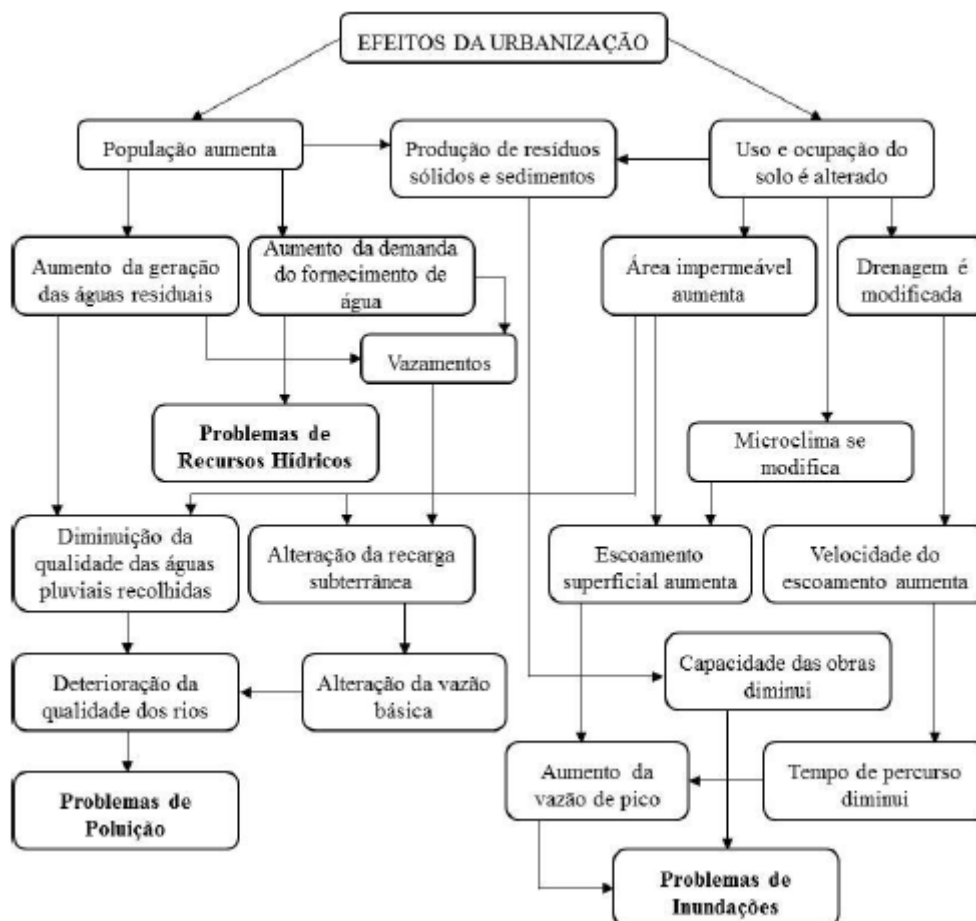 EFEITOS DA URBANIZAÇÃO
População aumenta
Produção de resíduos
sólidos e sedimentos
Uso e ocupação do
solo é alterado
Aumento da geração
das águas residuais
Aumento da demanda
do fornecimento de
água
Área impermeável
aumenta
Drenagem é
modificada
Vazamentos
Problemas de
Recursos Hídricos
Microclima se
modifica
Diminuição da
qualidade das águas
pluviais recolhidas
Alteração da recarga
subterrânea
Escoamento
superficial aumenta
Velocidade do
escoamento aumenta
Deterioração da
qualidade dos rios
Alteração da vazão
básica
Capacidade das obras
diminui
Aumento da
vazão de pico
Tempo de percurso
diminui
Problemas de
Poluição
Problemas de
Inundações